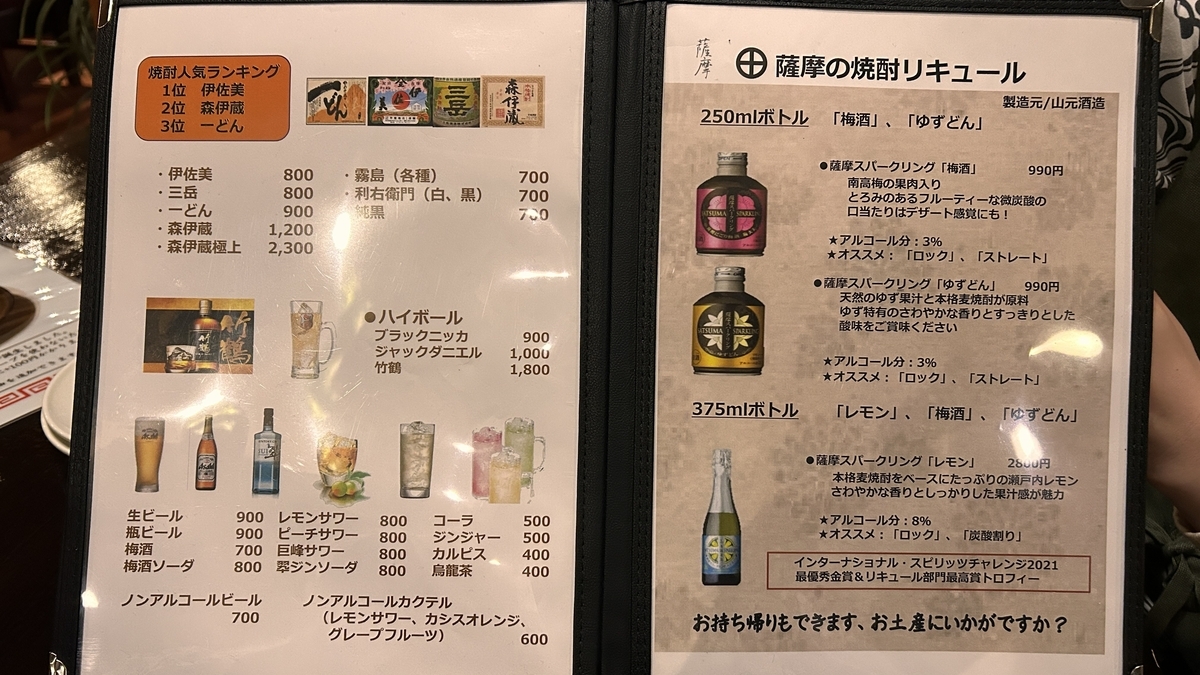 焼酎人気ランキング
1位 伊佐美
2位 森伊蔵
3位 一どん
一どん
伊佐美
三岳
森伊蔵
・伊佐美 800
・三岳 800
・一どん 900
・森伊蔵 1,200
・森伊蔵極上 2,300
・霧島（各種） 700
・利右衛門（白、黒） 700
・純黒 700
竹鶴
●ハイボール
ブラックニッカ 900
ジャックダニエル 1,000
竹鶴 1,800
生ビール 900
瓶ビール 900
梅酒 700
梅酒ソーダ 800
レモンサワー 800
ピーチサワー 800
巨峰サワー 800
翠ジンソーダ 800
コーラ 500
ジンジャー 500
カルピス 400
烏龍茶 400
ノンアルコールビール
700
ノンアルコールカクテル
（レモンサワー、カシスオレンジ、
グレープフルーツ） 600
薩摩
薩摩の焼酎リキュール
製造元/山元酒造
250mlボトル 「梅酒」、「ゆずどん」
●薩摩スパークリング「梅酒」 990円
南高梅の果肉入り
とろみのあるフルーティーな微炭酸の
口当たりはデザート感覚にも！
★アルコール分：3%
★オススメ：「ロック」、「ストレート」
SATSUMA SPARKLING
●薩摩スパークリング「ゆずどん」 990円
天然のゆず果汁と本格麦焼酎が原料
ゆず特有のさわやかな香りとすっきりとした
酸味をご賞味ください
★アルコール分：3%
★オススメ：「ロック」、「ストレート」
SATSUMA SPARKLING
375mlボトル 「レモン」、「梅酒」、「ゆずどん」
●薩摩スパークリング「レモン」 2800円
本格麦焼酎をベースにたっぷりの瀬戸内レモン
さわやかな香りとしっかりした果汁感が魅力
★アルコール分：8%
★オススメ：「ロック」、「炭酸割り」
インターナショナル・スピリッツチャレンジ2021
最優秀金賞＆リキュール部門最高賞トロフィー
お持ち帰りもできます、お土産にいかがですか？